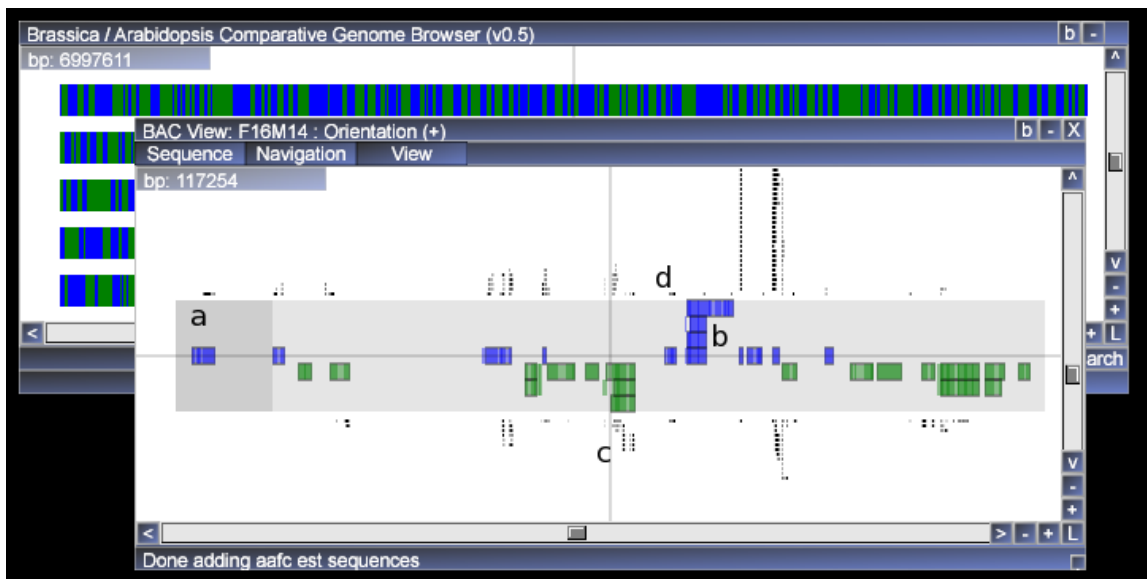 Brassica / Arabidopsis Comparative Genome Browser (v0.5) b -
bp: 6997611
^
BAC View: F16M14 : Orientation (+) b - X
Sequence Navigation View
bp: 117254
^
d
a
b
v
-
+
< + L
arch
c
v
-
+
< > - + L
Done adding aafc est sequences